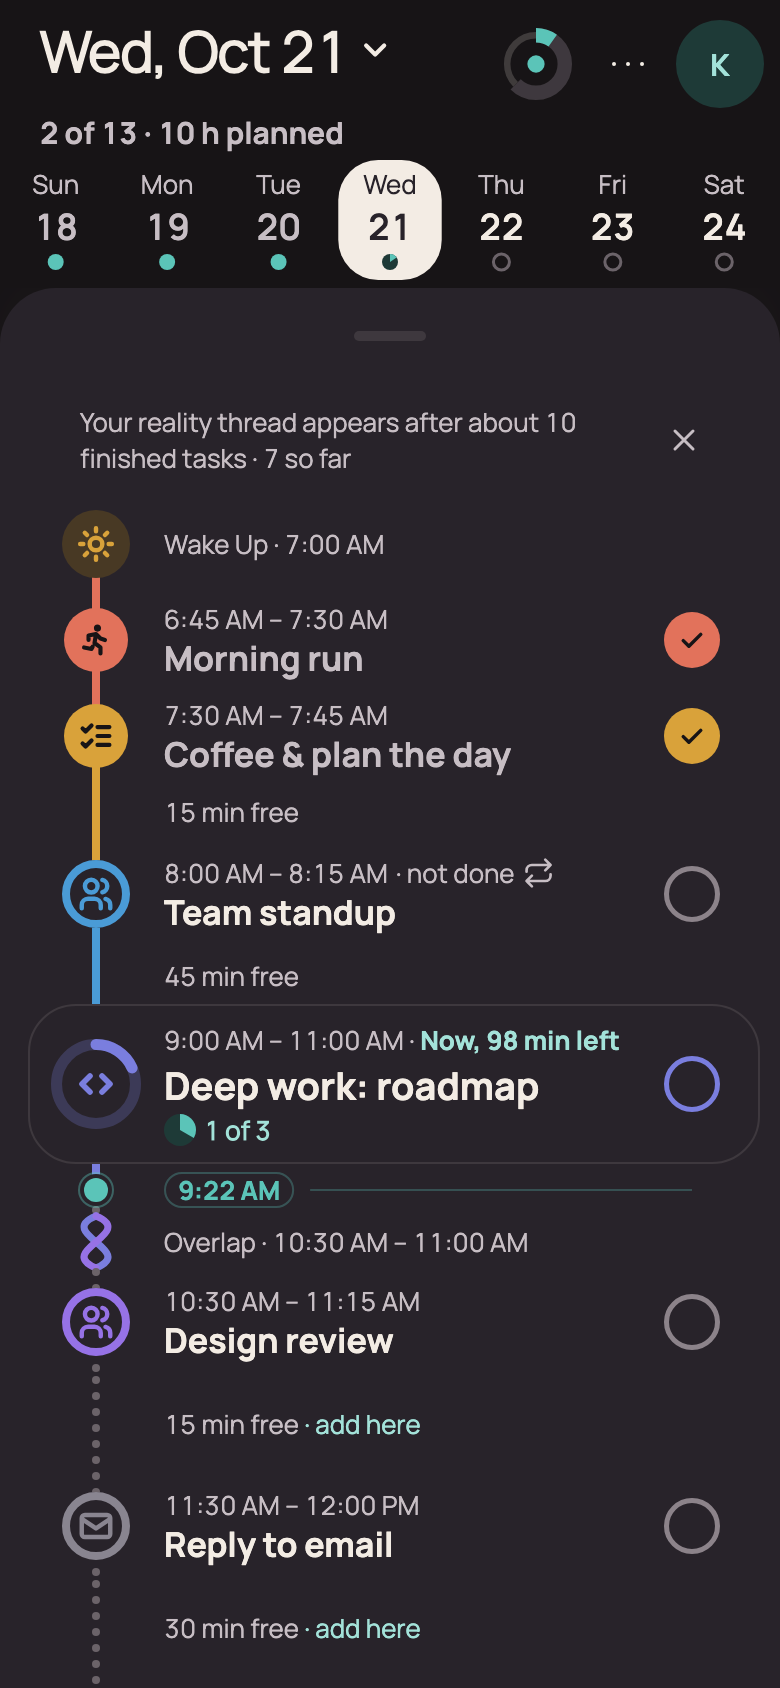 Wed, Oct 21
K
2 of 13 · 10 h planned
Sun Mon Tue Wed Thu Fri Sat
18 19 20 21 22 23 24
Your reality thread appears after about 10
finished tasks · 7 so far
Wake Up · 7:00 AM
6:45 AM – 7:30 AM
Morning run
7:30 AM – 7:45 AM
Coffee & plan the day
15 min free
8:00 AM – 8:15 AM · not done
Team standup
45 min free
9:00 AM – 11:00 AM · Now, 98 min left
Deep work: roadmap
1 of 3
9:22 AM
Overlap · 10:30 AM – 11:00 AM
10:30 AM – 11:15 AM
Design review
15 min free · add here
11:30 AM – 12:00 PM
Reply to email
30 min free · add here